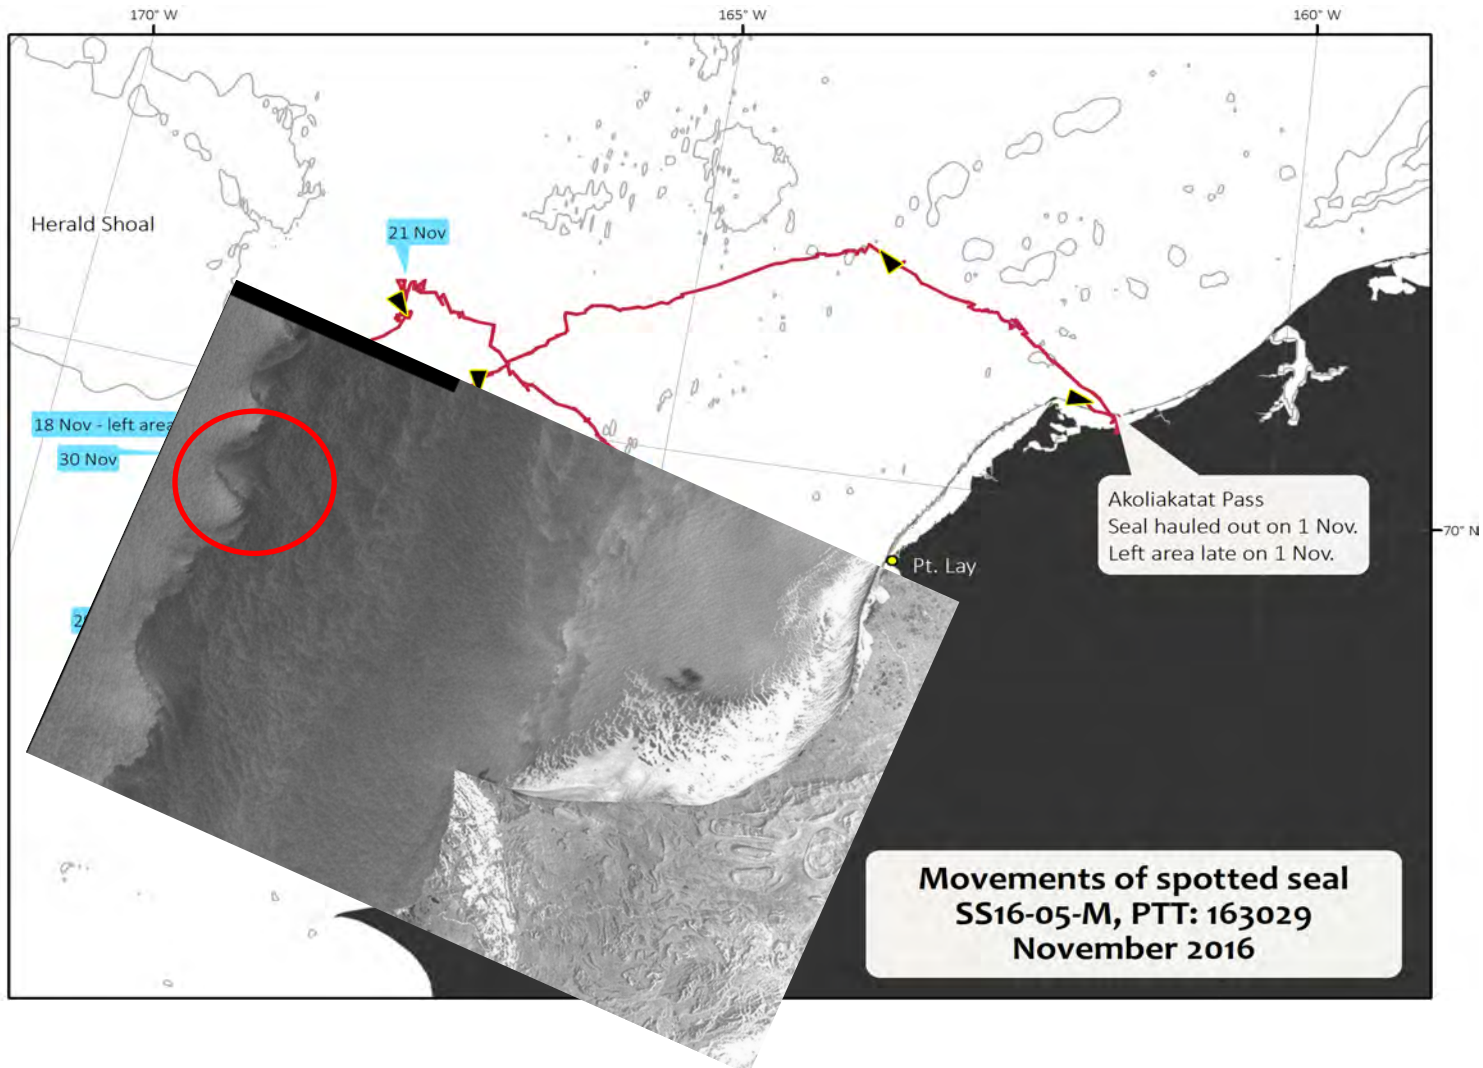 170° W
165° W
160° W
Herald Shoal
21 Nov
18 Nov - left area
30 Nov
70° N
Akoliakatat Pass
Seal hauled out on 1 Nov.
Left area late on 1 Nov.
Pt. Lay
Movements of spotted seal
SS16-05-M, PTT: 163029
November 2016